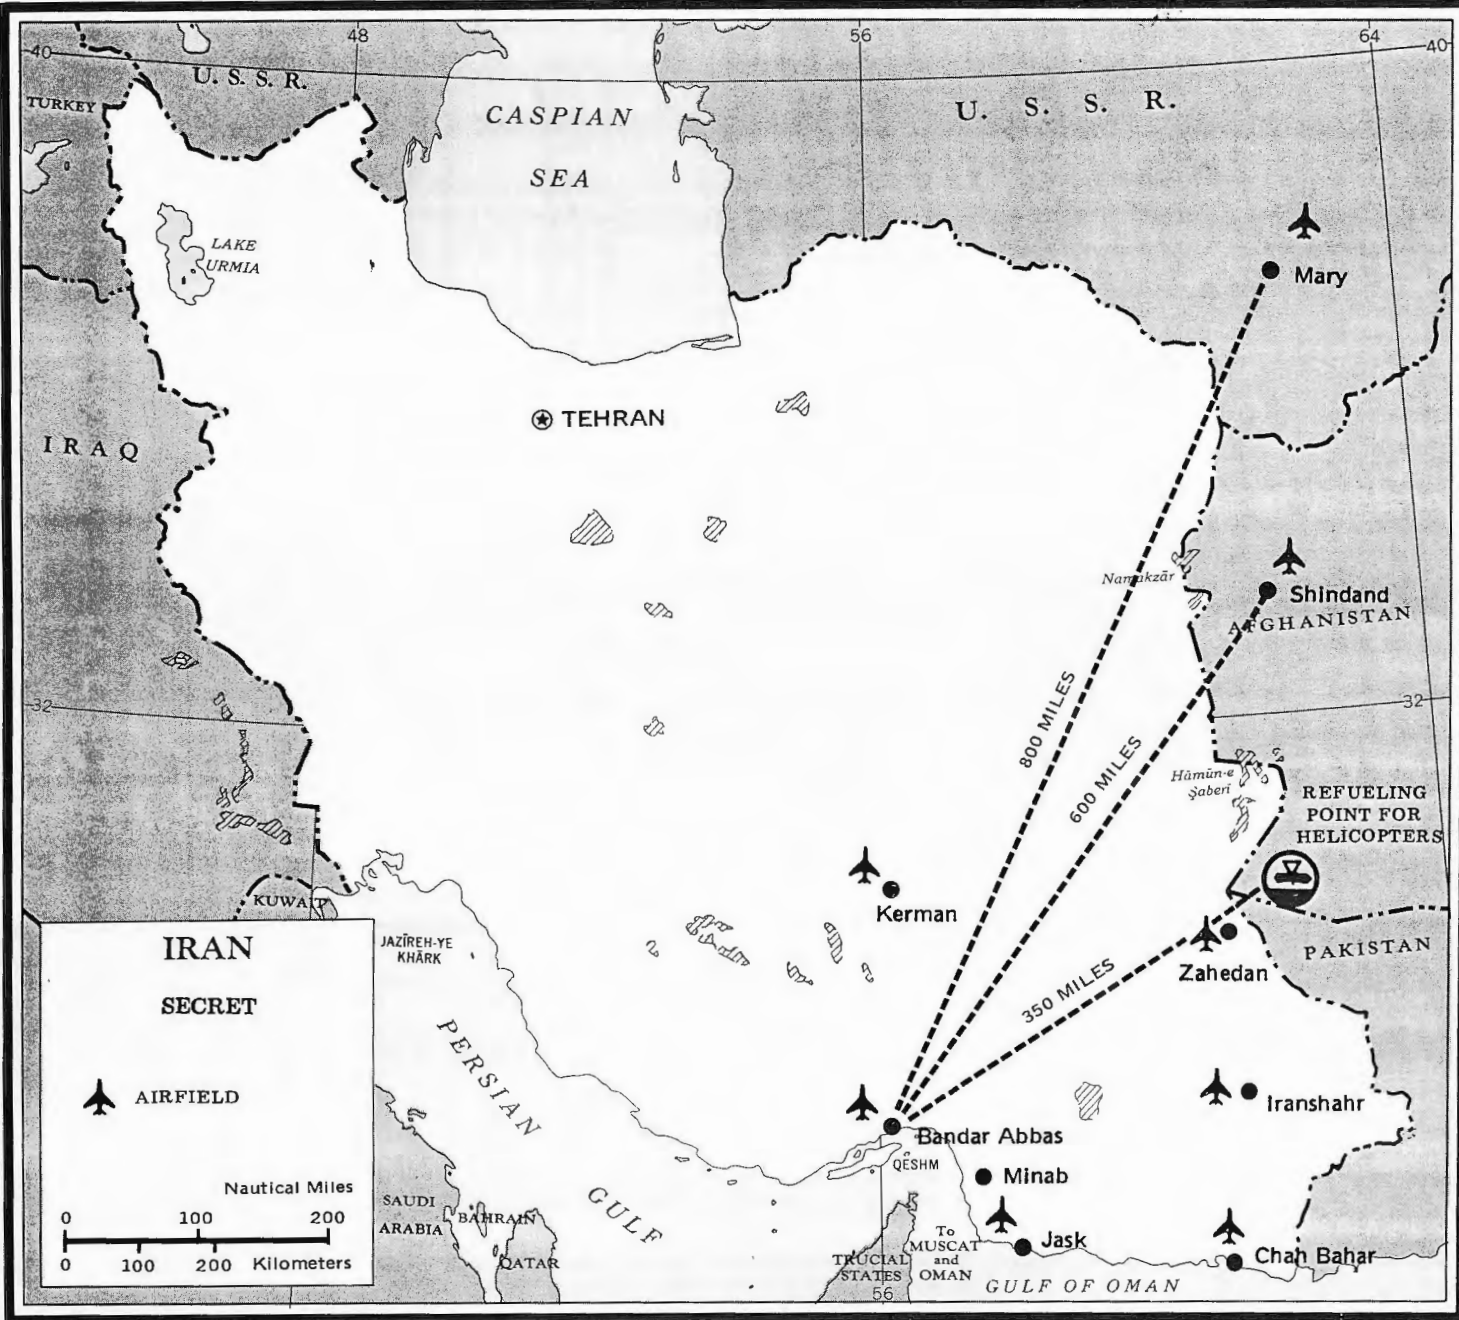 48
56
64
40
40
U. S. S. R.
TURKEY
CASPIAN
SEA
U. S. S. R.
LAKE
URMIA
Mary
TEHRAN
IRAQ
Namakzār
Shindand
AFGHANISTAN
32
32
800 MILES
600 MILES
Hāmūn-e
Şaberī
REFUELING
POINT FOR
HELICOPTERS
Kerman
KUWAIT
JAZĪREH-YE
KHĀRK
PAKISTAN
Zahedan
350 MILES
IRAN
SECRET
AIRFIELD
Nautical Miles
0 100 200
0 100 200 Kilometers
PERSIAN
GULF
Iranshahr
Bandar Abbas
QESHM
Minab
Jask
Chah Bahar
SAUDI
ARABIA
BAHRAIN
QATAR
TRUCIAL
STATES
To
MUSCAT
and
OMAN
GULF OF OMAN
56